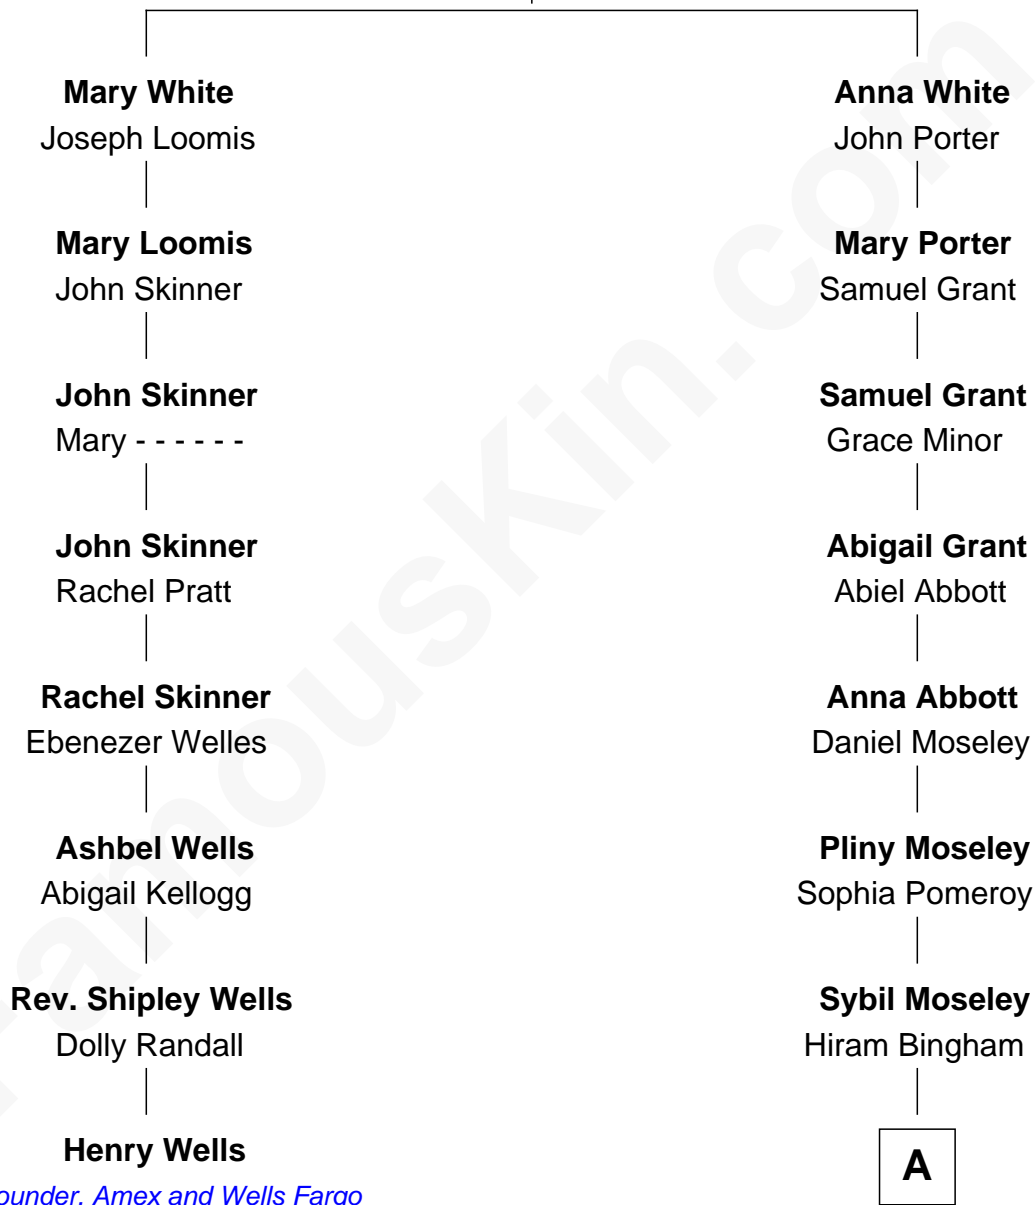 Mary White
Joseph Loomis
Anna White
John Porter
Mary Loomis
John Skinner
Mary Porter
Samuel Grant
John Skinner
Mary - - - - - -
Samuel Grant
Grace Minor
John Skinner
Rachel Pratt
Abigail Grant
Abiel Abbott
Rachel Skinner
Ebenezer Welles
Anna Abbott
Daniel Moseley
Ashbel Wells
Abigail Kellogg
Pliny Moseley
Sophia Pomeroy
Rev. Shipley Wells
Dolly Randall
Sybil Moseley
Hiram Bingham
Henry Wells
ounder, Amex and Wells Fargo
A
FamousKin.com